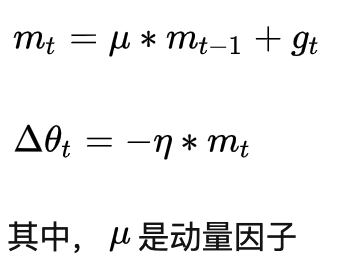 m_t = μ * m_{t-1} + g_t
Δθ_t = -η * m_t
其中， μ 是动量因子